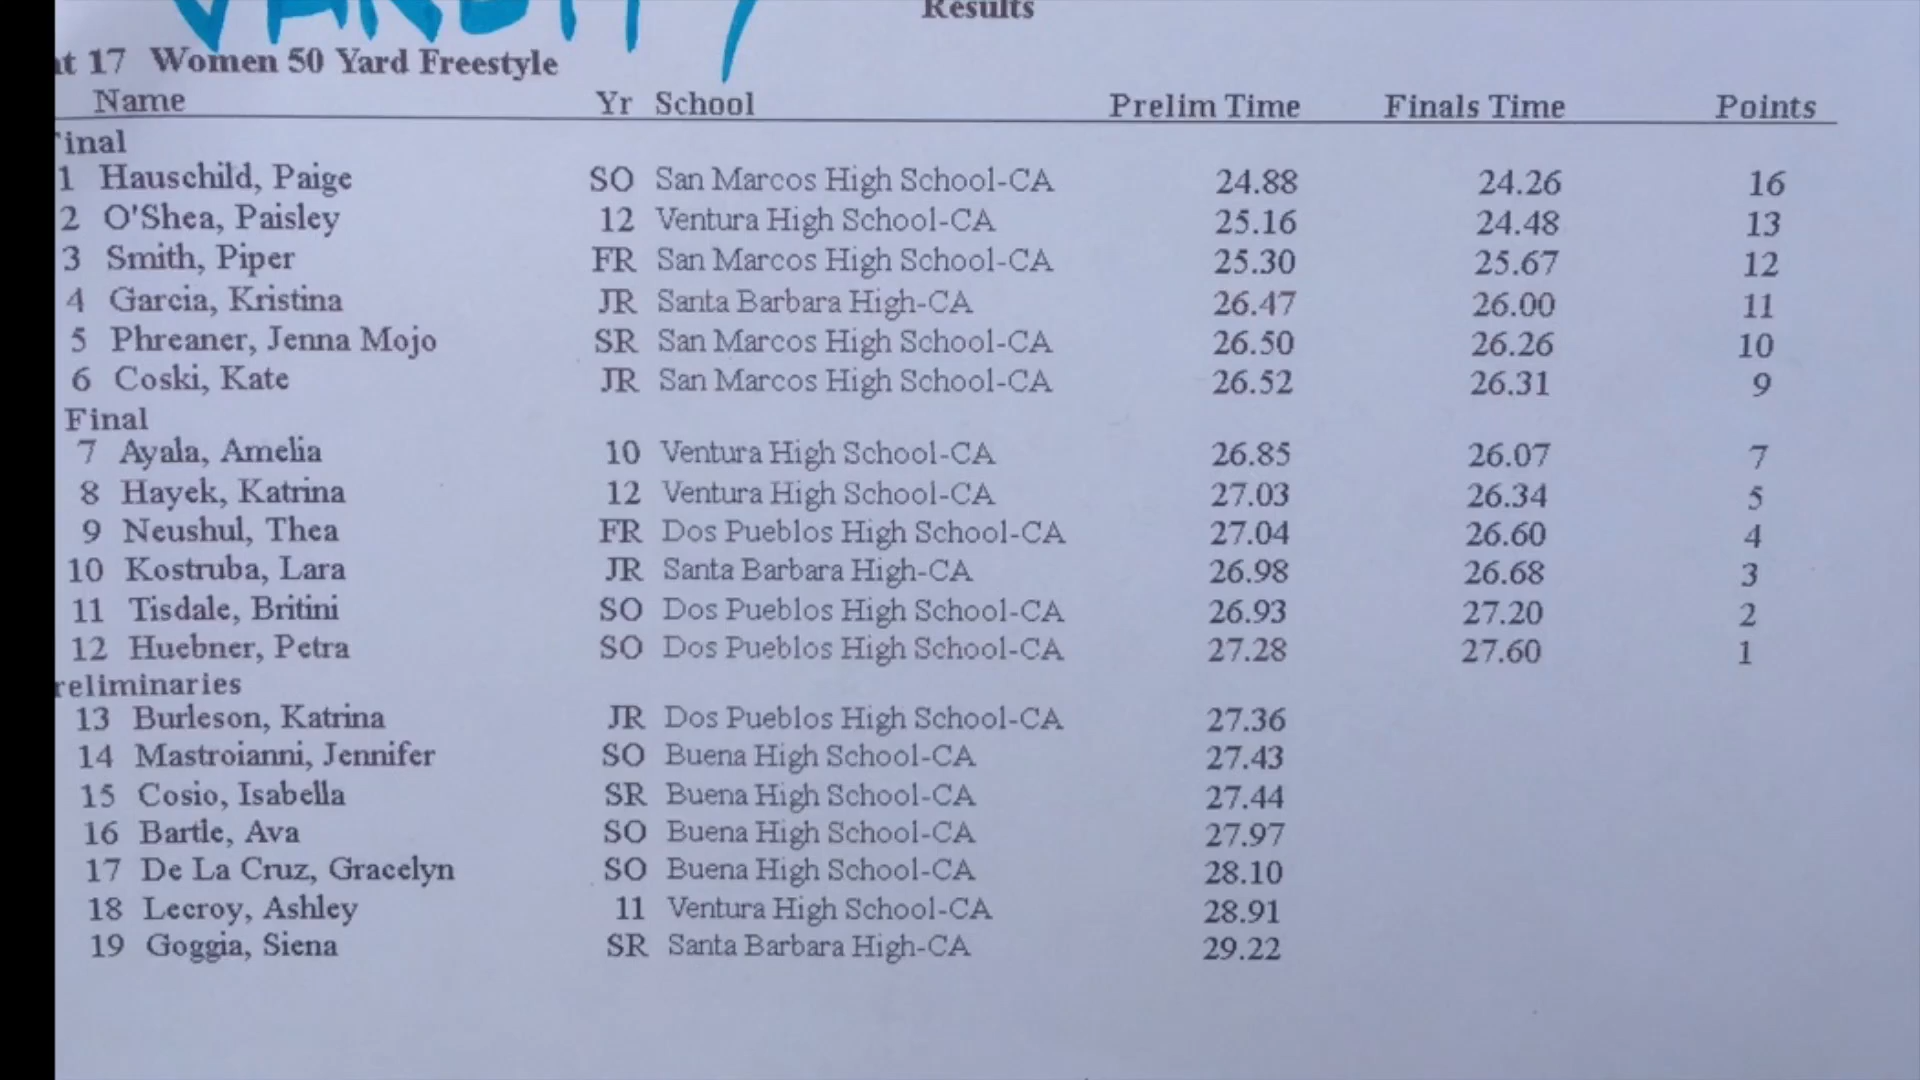 VARSITY
Results
t 17 Women 50 Yard Freestyle
Name Yr School Prelim Time Finals Time Points
inal
1 Hauschild, Paige SO San Marcos High School-CA 24.88 24.26 16
2 O'Shea, Paisley 12 Ventura High School-CA 25.16 24.48 13
3 Smith, Piper FR San Marcos High School-CA 25.30 25.67 12
4 Garcia, Kristina JR Santa Barbara High-CA 26.47 26.00 11
5 Phreaner, Jenna Mojo SR San Marcos High School-CA 26.50 26.26 10
6 Coski, Kate JR San Marcos High School-CA 26.52 26.31 9
Final
7 Ayala, Amelia 10 Ventura High School-CA 26.85 26.07 7
8 Hayek, Katrina 12 Ventura High School-CA 27.03 26.34 5
9 Neushul, Thea FR Dos Pueblos High School-CA 27.04 26.60 4
10 Kostruba, Lara JR Santa Barbara High-CA 26.98 26.68 3
11 Tisdale, Britini SO Dos Pueblos High School-CA 26.93 27.20 2
12 Huebner, Petra SO Dos Pueblos High School-CA 27.28 27.60 1
reliminaries
13 Burleson, Katrina JR Dos Pueblos High School-CA 27.36
14 Mastroianni, Jennifer SO Buena High School-CA 27.43
15 Cosio, Isabella SR Buena High School-CA 27.44
16 Bartle, Ava SO Buena High School-CA 27.97
17 De La Cruz, Gracelyn SO Buena High School-CA 28.10
18 Lecroy, Ashley 11 Ventura High School-CA 28.91
19 Goggia, Siena SR Santa Barbara High-CA 29.22